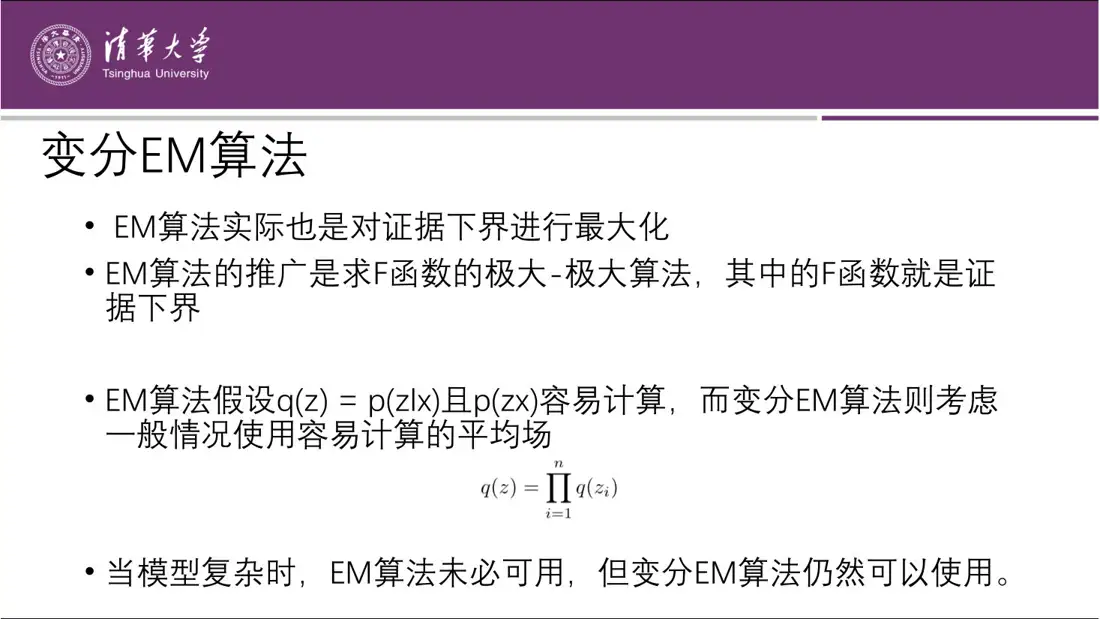 清华大学
Tsinghua University
变分EM算法
• EM算法实际也是对证据下界进行最大化
• EM算法的推广是求F函数的极大-极大算法，其中的F函数就是证
据下界
• EM算法假设q(z) = p(z|x)且p(zx)容易计算，而变分EM算法则考虑
一般情况使用容易计算的平均场
q(z) = ∏_{i=1}^{n} q(z_i)
• 当模型复杂时，EM算法未必可用，但变分EM算法仍然可以使用。